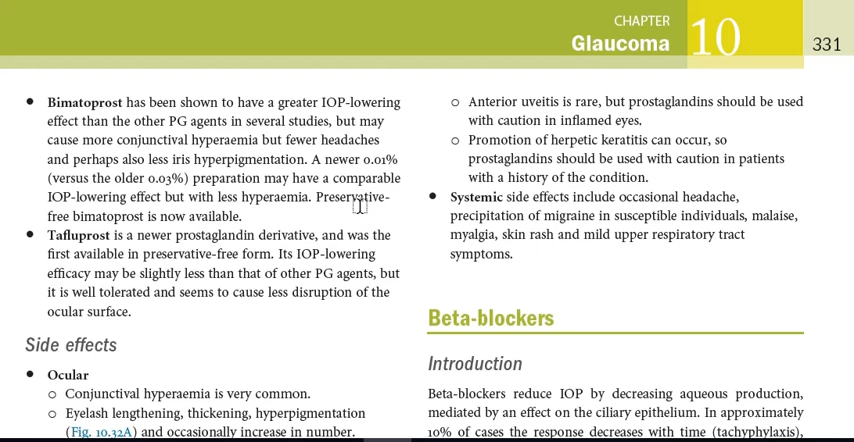 CHAPTER
Glaucoma
10
331
• Bimatoprost has been shown to have a greater IOP-lowering
effect than the other PG agents in several studies, but may
cause more conjunctival hyperaemia but fewer headaches
and perhaps also less iris hyperpigmentation. A newer 0.01%
(versus the older 0.03%) preparation may have a comparable
IOP-lowering effect but with less hyperaemia. Preservative-
free bimatoprost is now available.
• Tafluprost is a newer prostaglandin derivative, and was the
first available in preservative-free form. Its IOP-lowering
efficacy may be slightly less than that of other PG agents, but
it is well tolerated and seems to cause less disruption of the
ocular surface.
Side effects
• Ocular
○ Conjunctival hyperaemia is very common.
○ Eyelash lengthening, thickening, hyperpigmentation
(Fig. 10.32A) and occasionally increase in number.
○ Anterior uveitis is rare, but prostaglandins should be used
with caution in inflamed eyes.
○ Promotion of herpetic keratitis can occur, so
prostaglandins should be used with caution in patients
with a history of the condition.
• Systemic side effects include occasional headache,
precipitation of migraine in susceptible individuals, malaise,
myalgia, skin rash and mild upper respiratory tract
symptoms.
Beta-blockers
Introduction
Beta-blockers reduce IOP by decreasing aqueous production,
mediated by an effect on the ciliary epithelium. In approximately
10% of cases the response decreases with time (tachyphylaxis),